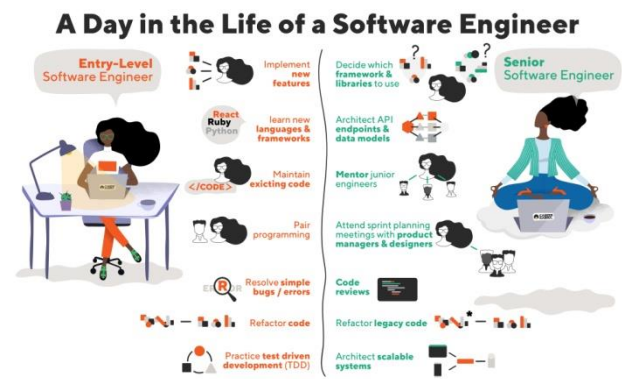 A Day in the Life of a Software Engineer
Entry-Level
Software Engineer
Implement
new
features
React
Ruby
Python
learn new
languages &
frameworks
</CODE>
Maintain
exicting code
Pair
programming
ERROR
Resolve simple
bugs / errors
Refactor code
Practice test driven
development (TDD)
Senior
Software Engineer
Decide which
framework &
libraries to use
? ?
Architect API
endpoints &
data models
Mentor junior
engineers
Attend sprint planning
meetings with product
managers & designers
Code
reviews
Refactor legacy code
*
Architect scalable
systems